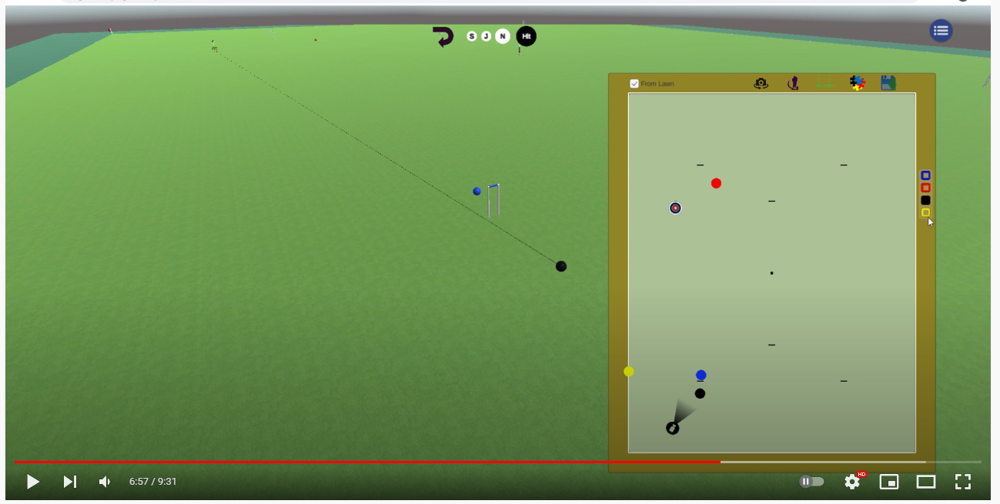 S J N Hit
From Lawn
6:57 / 9:31
HD